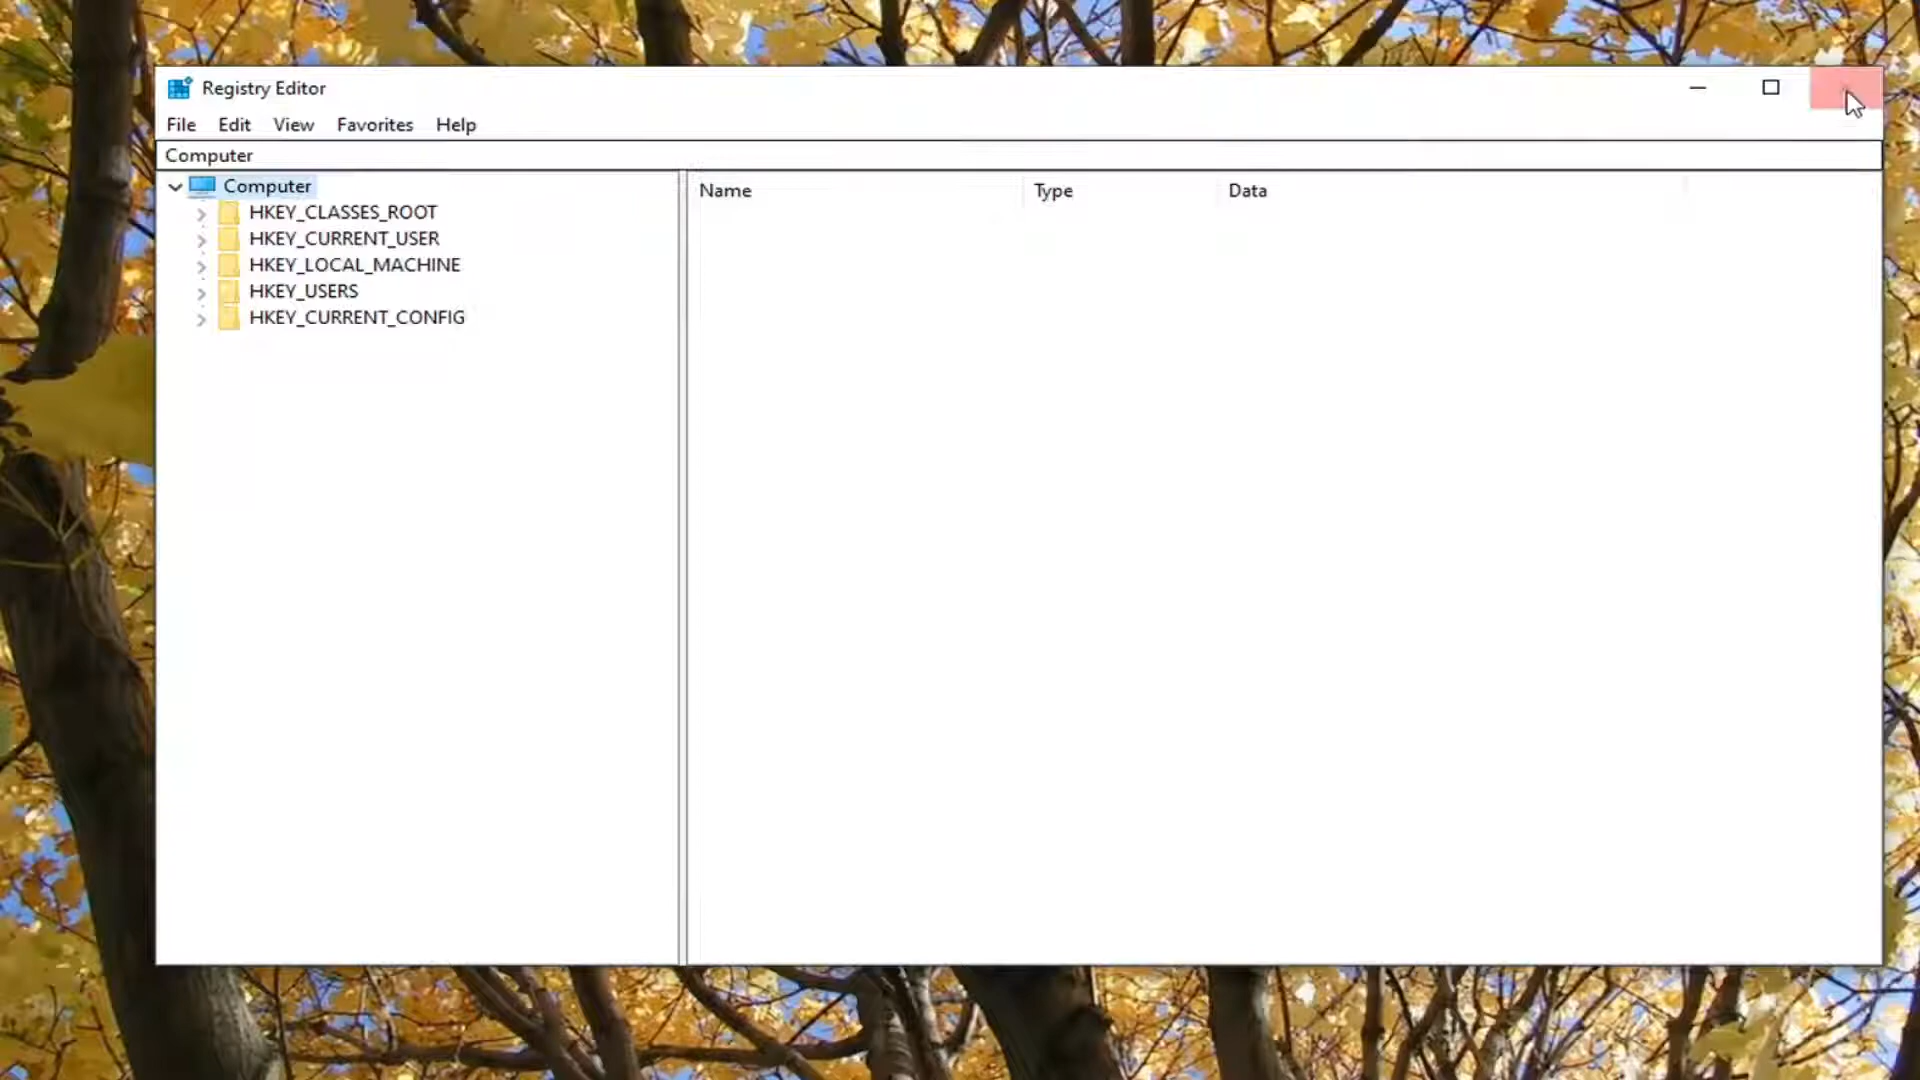 Registry Editor
File Edit View Favorites Help
Computer
Computer
HKEY_CLASSES_ROOT
HKEY_CURRENT_USER
HKEY_LOCAL_MACHINE
HKEY_USERS
HKEY_CURRENT_CONFIG
Name Type Data